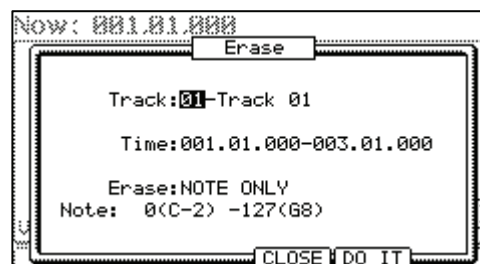 Now: 001.01.000
Erase
Track:01-Track 01
Time:001.01.000-003.01.000
Erase:NOTE ONLY
Note: 0(C-2) -127(G8)
CLOSE DO IT